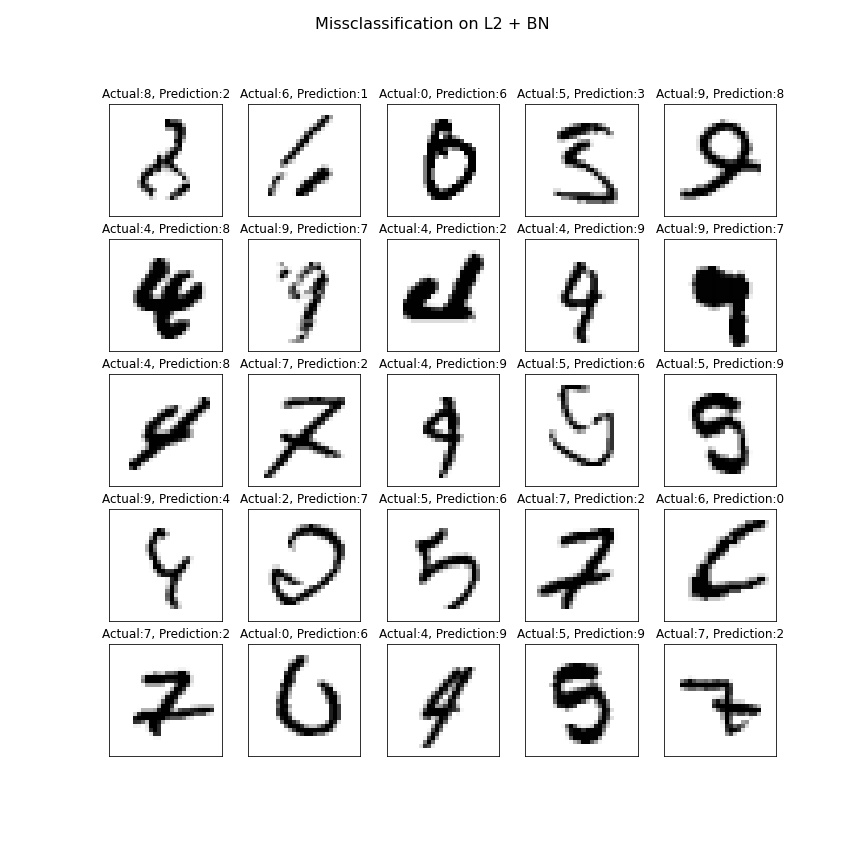 Missclassification on L2 + BN
Actual:8, Prediction:2 Actual:6, Prediction:1 Actual:0, Prediction:6 Actual:5, Prediction:3 Actual:9, Prediction:8
Actual:4, Prediction:8 Actual:9, Prediction:7 Actual:4, Prediction:2 Actual:4, Prediction:9 Actual:9, Prediction:7
Actual:4, Prediction:8 Actual:7, Prediction:2 Actual:4, Prediction:9 Actual:5, Prediction:6 Actual:5, Prediction:9
Actual:9, Prediction:4 Actual:2, Prediction:7 Actual:5, Prediction:6 Actual:7, Prediction:2 Actual:6, Prediction:0
Actual:7, Prediction:2 Actual:0, Prediction:6 Actual:4, Prediction:9 Actual:5, Prediction:9 Actual:7, Prediction:2